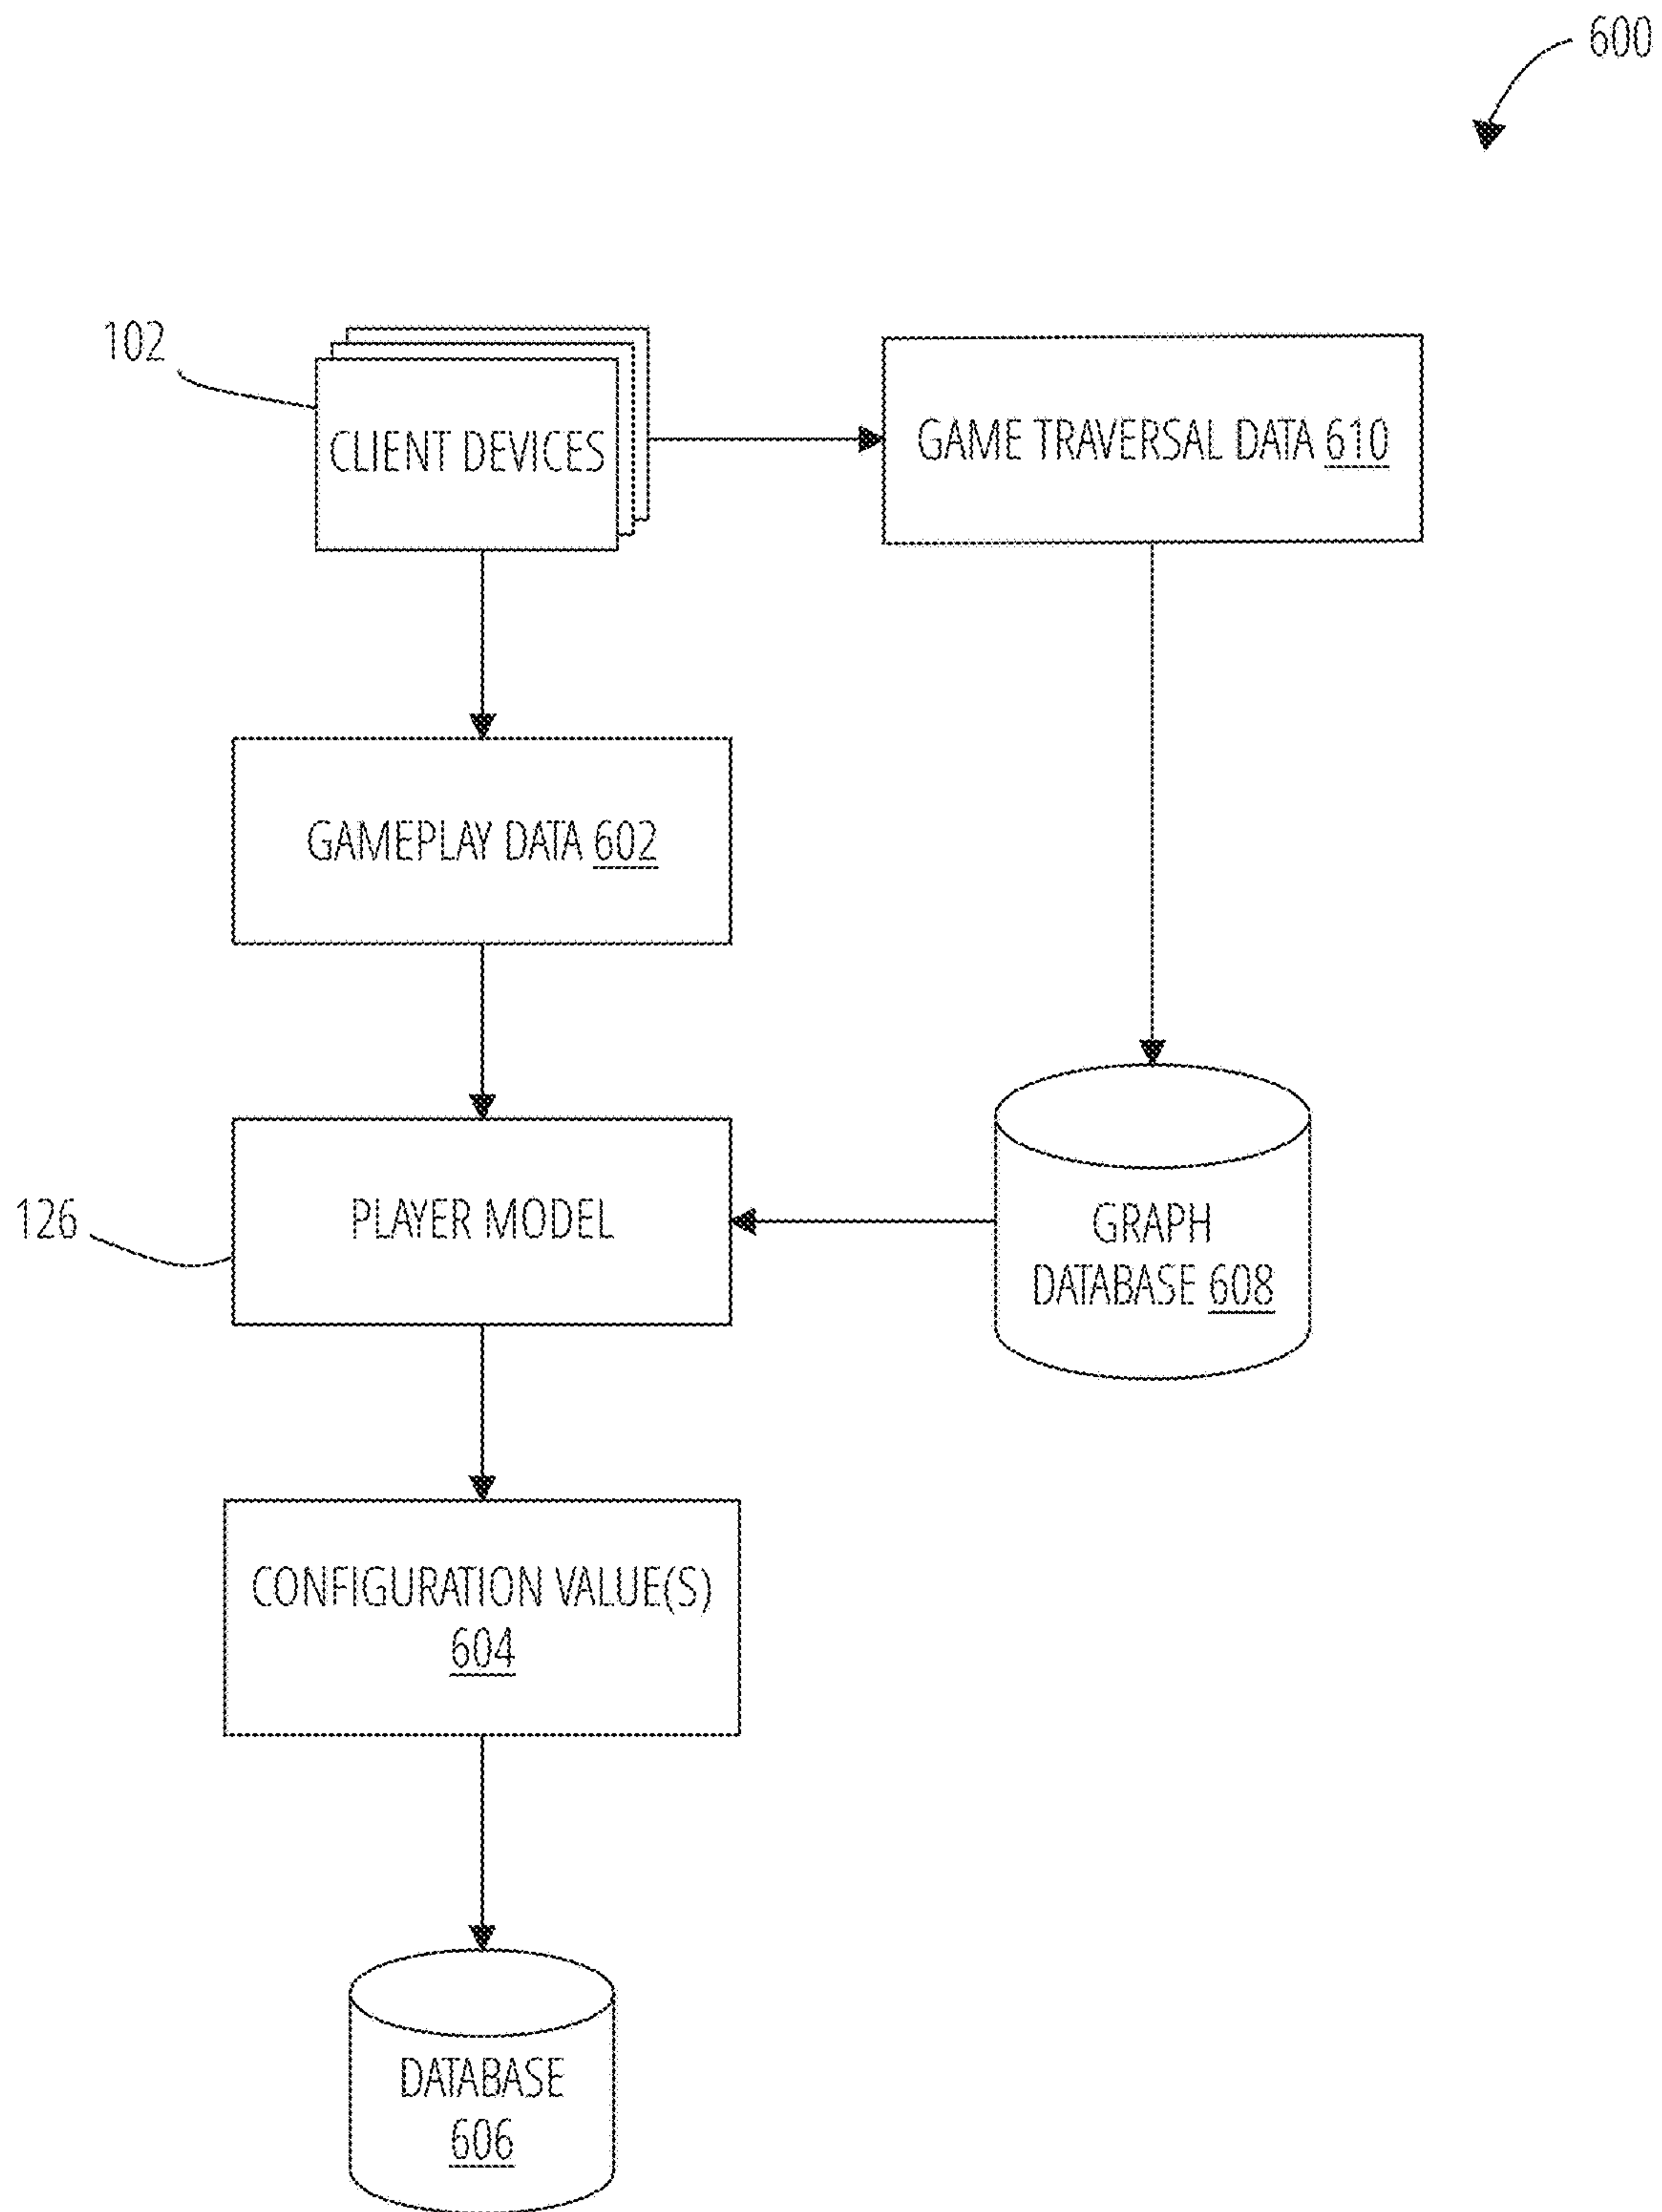 600
102
CLIENT DEVICES
GAME TRAVERSAL DATA 610
GAMEPLAY DATA 602
126
PLAYER MODEL
GRAPH
DATABASE 608
CONFIGURATION VALUE(S)
604
DATABASE
606